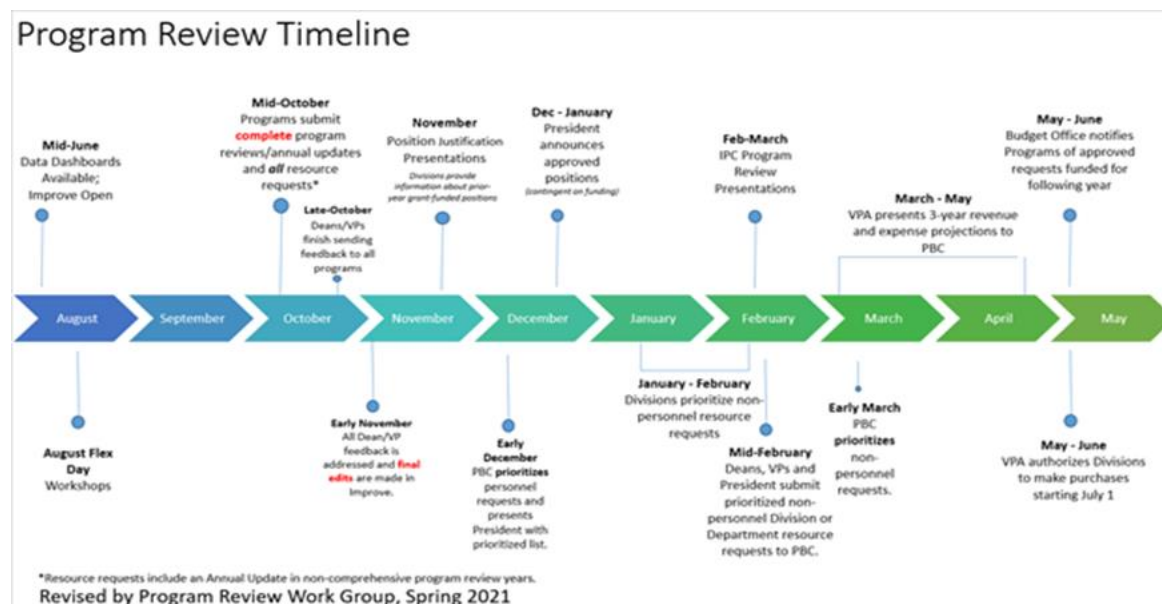 Program Review Timeline
Mid-June
Data Dashboards
Available;
Improve Open
Mid-October
Programs submit
complete program
reviews/annual updates
and all resource
requests*
Late-October
Deans/VPs
finish sending
feedback to all
programs
November
Position Justification
Presentations
Divisions provide
information about prior-
year grant-funded positions
Dec - January
President
announces
approved
positions
(contingent on funding)
Feb-March
IPC Program
Review
Presentations
March - May
VPA presents 3-year revenue
and expense projections to
PBC
May - June
Budget Office notifies
Programs of approved
requests funded for
following year
August
September
October
November
December
January
February
March
April
May
August Flex
Day
Workshops
Early November
All Dean/VP
feedback is
addressed and final
edits are made in
Improve.
Early
December
PBC prioritizes
personnel
requests and
presents
President with
prioritized list.
January - February
Divisions prioritize non-
personnel resource
requests
Mid-February
Deans, VPs and
President submit
prioritized non-
personnel Division or
Department resource
requests to PBC.
Early March
PBC
prioritizes
non-
personnel
requests.
May - June
VPA authorizes Divisions
to make purchases
starting July 1
*Resource requests include an Annual Update in non-comprehensive program review years.
Revised by Program Review Work Group, Spring 2021